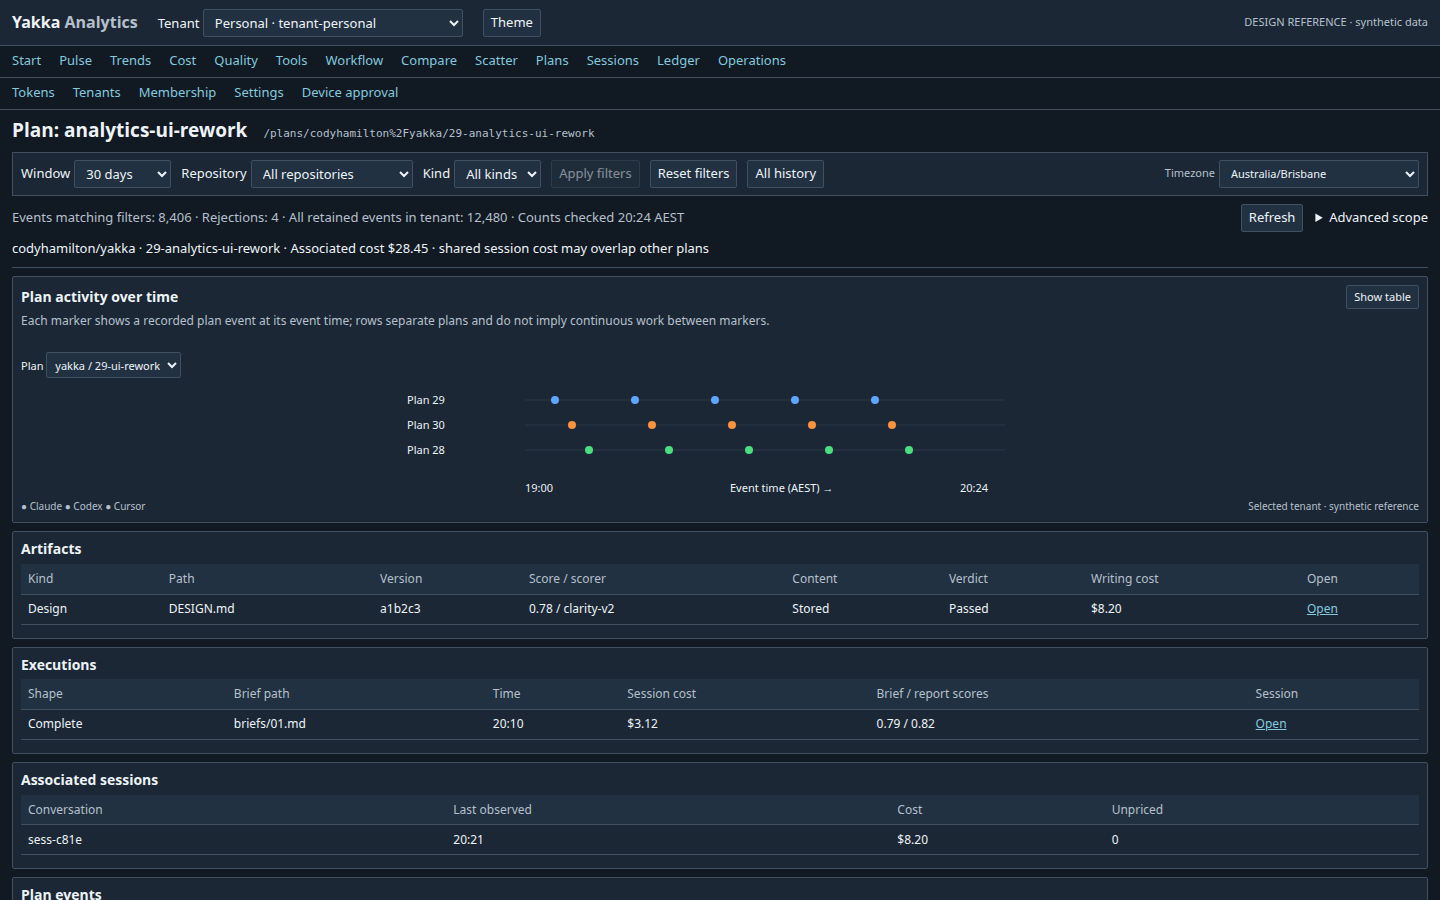 Yakka Analytics Tenant Personal · tenant-personal Theme DESIGN REFERENCE · synthetic data
Start Pulse Trends Cost Quality Tools Workflow Compare Scatter Plans Sessions Ledger Operations
Tokens Tenants Membership Settings Device approval
Plan: analytics-ui-rework /plans/codyhamilton%2Fyakka/29-analytics-ui-rework
Window 30 days Repository All repositories Kind All kinds Apply filters Reset filters All history Timezone Australia/Brisbane
Events matching filters: 8,406 · Rejections: 4 · All retained events in tenant: 12,480 · Counts checked 20:24 AEST Refresh ▶ Advanced scope
codyhamilton/yakka · 29-analytics-ui-rework · Associated cost $28.45 · shared session cost may overlap other plans
Plan activity over time Show table
Each marker shows a recorded plan event at its event time; rows separate plans and do not imply continuous work between markers.
Plan yakka / 29-ui-rework
Plan 29
Plan 30
Plan 28
19:00 Event time (AEST) → 20:24
● Claude ● Codex ● Cursor Selected tenant · synthetic reference
Artifacts
Kind Path Version Score / scorer Content Verdict Writing cost Open
Design DESIGN.md a1b2c3 0.78 / clarity-v2 Stored Passed $8.20 Open
Executions
Shape Brief path Time Session cost Brief / report scores Session
Complete briefs/01.md 20:10 $3.12 0.79 / 0.82 Open
Associated sessions
Conversation Last observed Cost Unpriced
sess-c81e 20:21 $8.20 0
Plan events